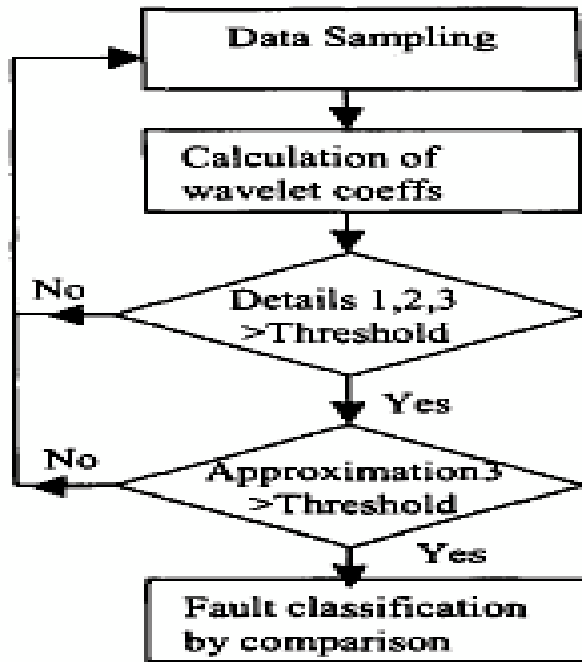 Data Sampling
Calculation of
wavelet coeffs
No
Details 1,2,3
>Threshold
Yes
No
Approximation3
>Threshold
Yes
Fault classification
by comparison